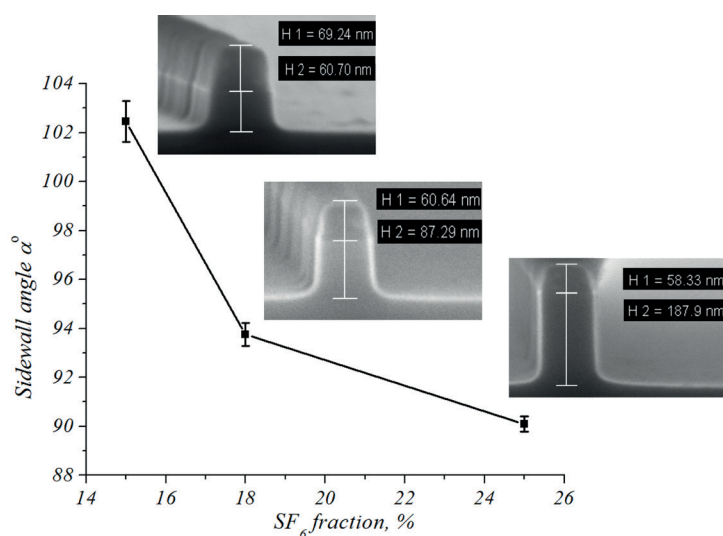 H 1 = 69.24 nm
H 2 = 60.70 nm
H 1 = 60.64 nm
H 2 = 87.29 nm
H 1 = 58.33 nm
H 2 = 187.9 nm
104
102
100
98
96
94
92
90
88
Sidewall angle α°
14 16 18 20 22 24 26
SF₆ fraction, %